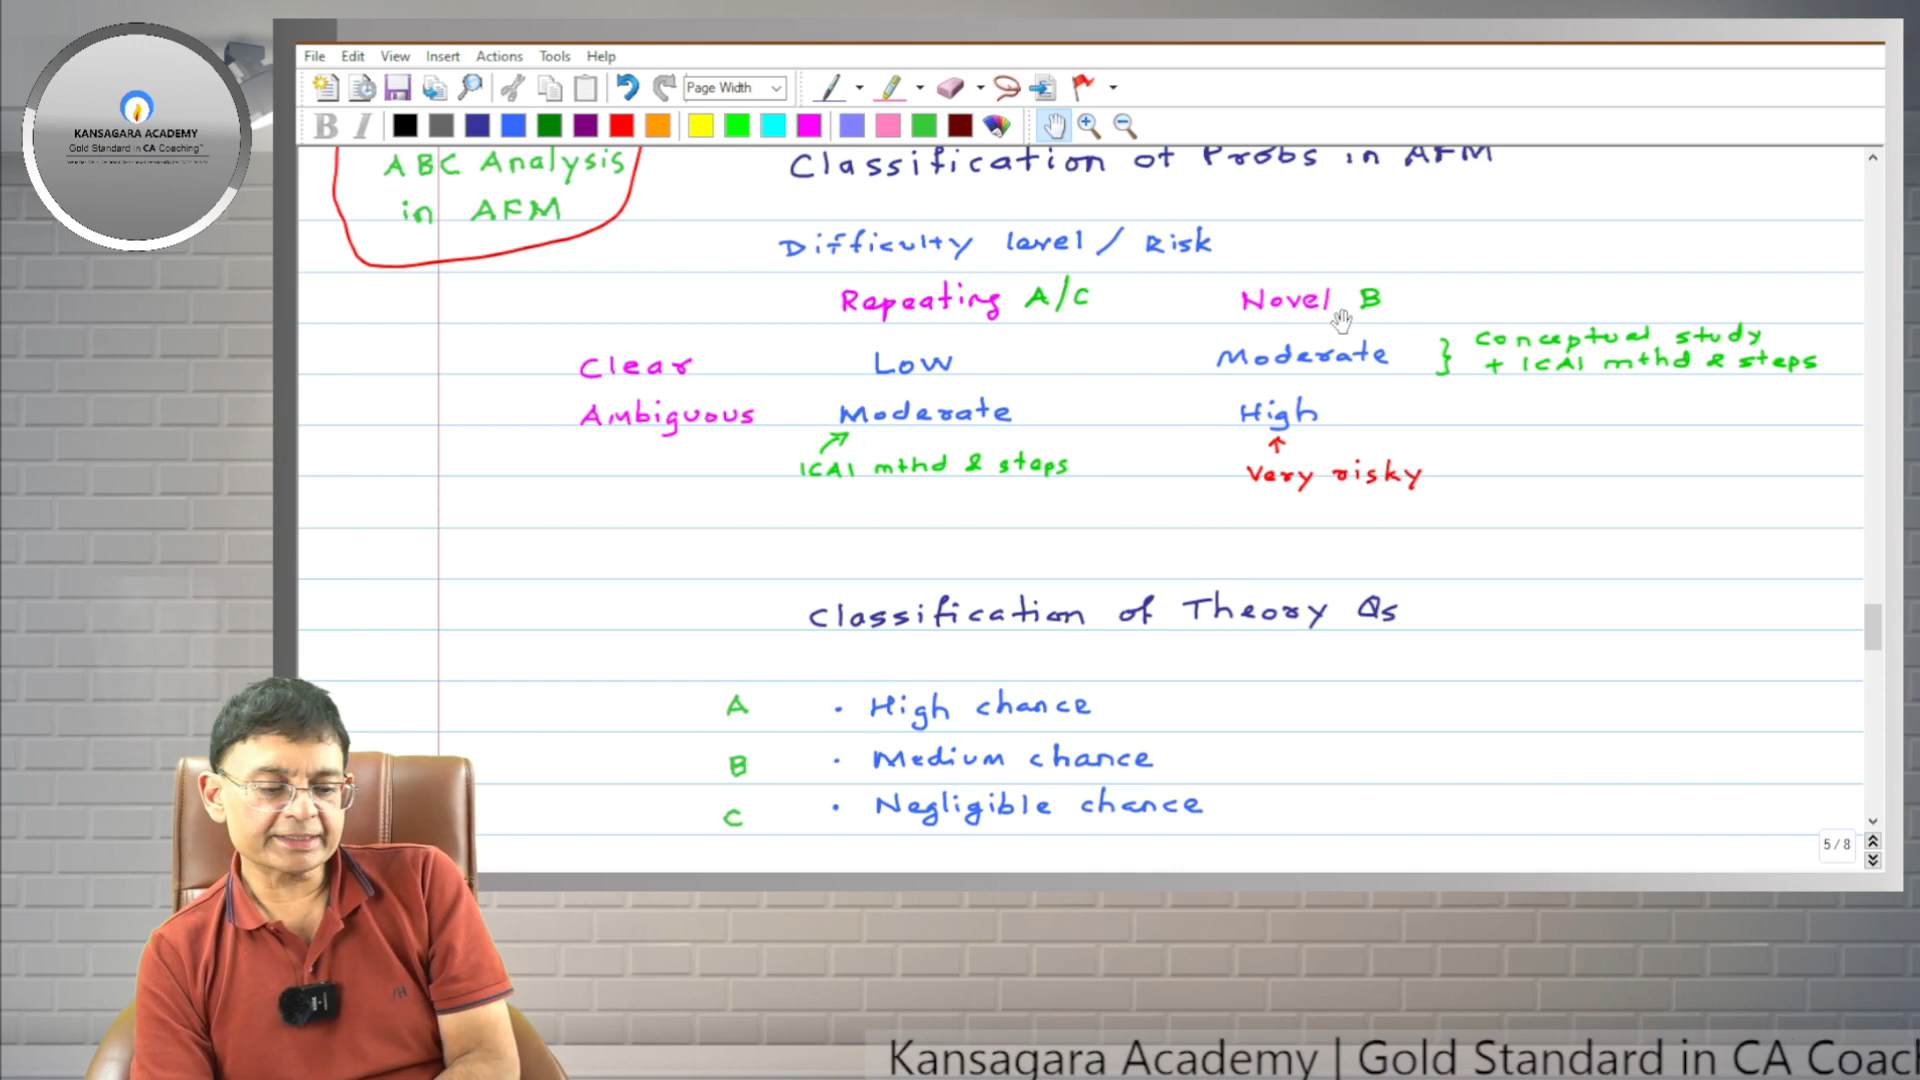 KANSAGARA ACADEMY
Gold Standard in CA Coaching™
File Edit View Insert Actions Tools Help
Page Width
B I
ABC Analysis
in AFM
Classification of Probs in AFM
Difficulty level / Risk
Repeating A/C Novel B
Clear Low Moderate } Conceptual study
+ ICAI mthd & steps
Ambiguous Moderate High
ICAI mthd & steps Very risky
Classification of Theory Qs
A · High chance
B · Medium chance
C · Negligible chance
5 / 8
Kansagara Academy | Gold Standard in CA Coac